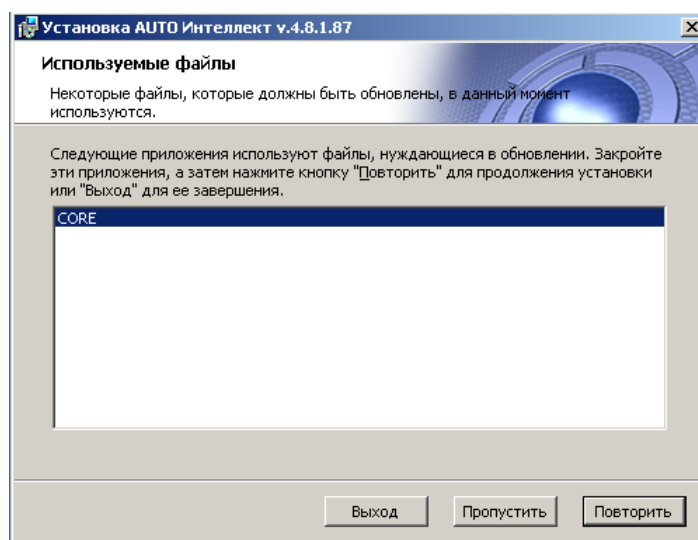 Установка AUTO Интеллект v.4.8.1.87
Используемые файлы
Некоторые файлы, которые должны быть обновлены, в данный момент
используются.
Следующие приложения используют файлы, нуждающиеся в обновлении. Закройте
эти приложения, а затем нажмите кнопку "Повторить" для продолжения установки
или "Выход" для ее завершения.
CORE
Выход Пропустить Повторить